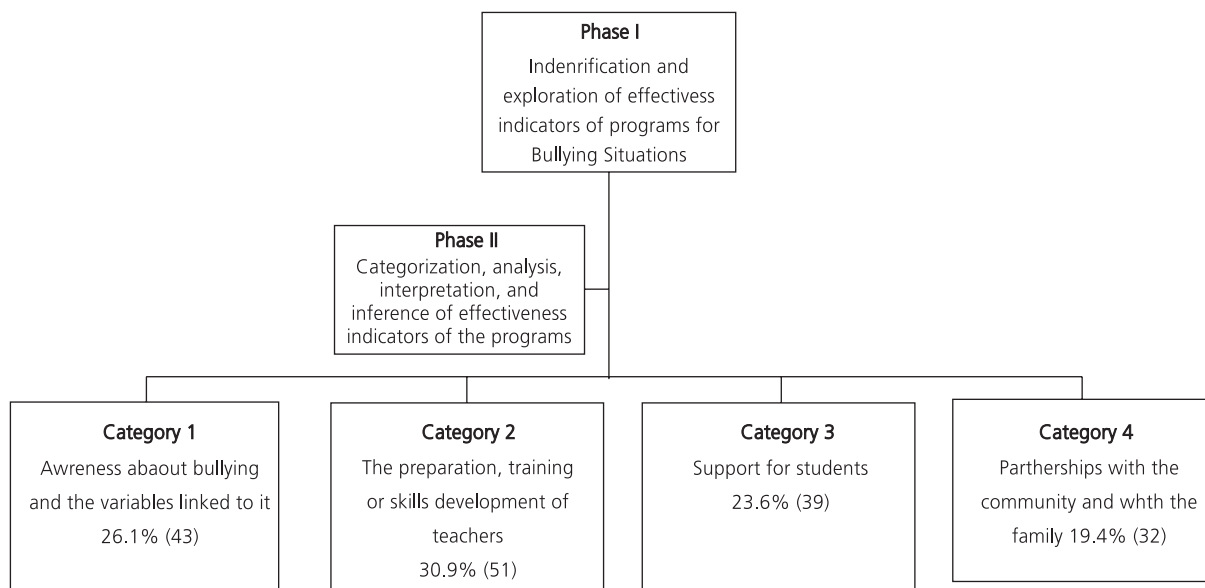 Phase I
Indenrification and
exploration of effectivess
indicators of programs for
Bullying Situations
Phase II
Categorization, analysis,
interpretation, and
inference of effectiveness
indicators of the programs
Category 1
Awreness abaout bullying
and the variables linked to it
26.1% (43)
Category 2
The preparation, training
or skills development of
teachers
30.9% (51)
Category 3
Support for students
23.6% (39)
Category 4
Partherships with the
community and whth the
family 19.4% (32)